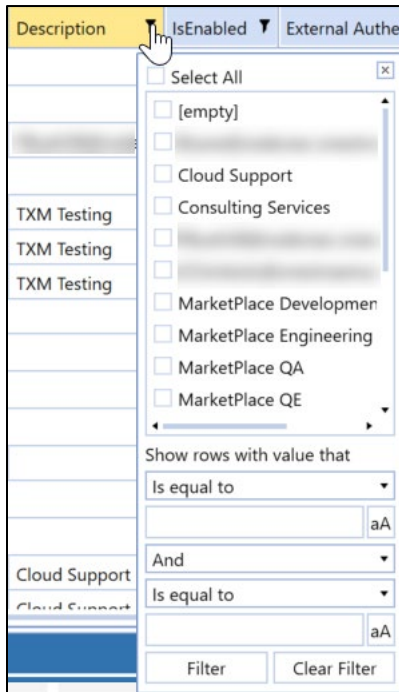 Description IsEnabled External Authe
Select All
[empty]
Cloud Support
Consulting Services
TXM Testing
TXM Testing
TXM Testing
MarketPlace Developmen
MarketPlace Engineering
MarketPlace QA
MarketPlace QE
Show rows with value that
Is equal to
aA
And
Cloud Support
Is equal to
Cloud Support
aA
Filter Clear Filter